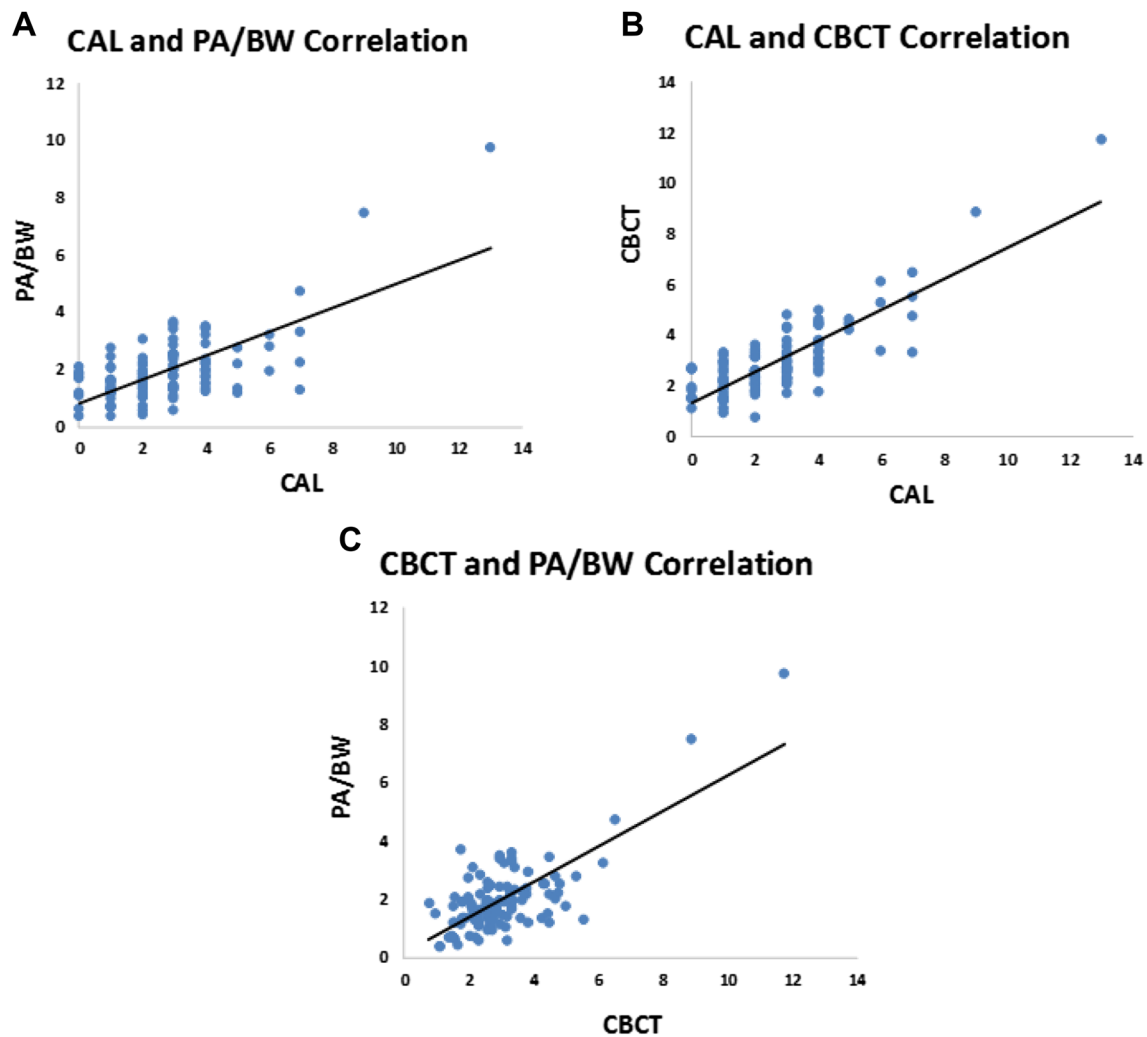 A
CAL and PA/BW Correlation
12
10
8
6
4
2
0
PA/BW
0 2 4 6 8 10 12 14
CAL
B
CAL and CBCT Correlation
14
12
10
8
6
4
2
0
CBCT
0 2 4 6 8 10 12 14
CAL
C
CBCT and PA/BW Correlation
12
10
8
6
4
2
0
PA/BW
0 2 4 6 8 10 12 14
CBCT